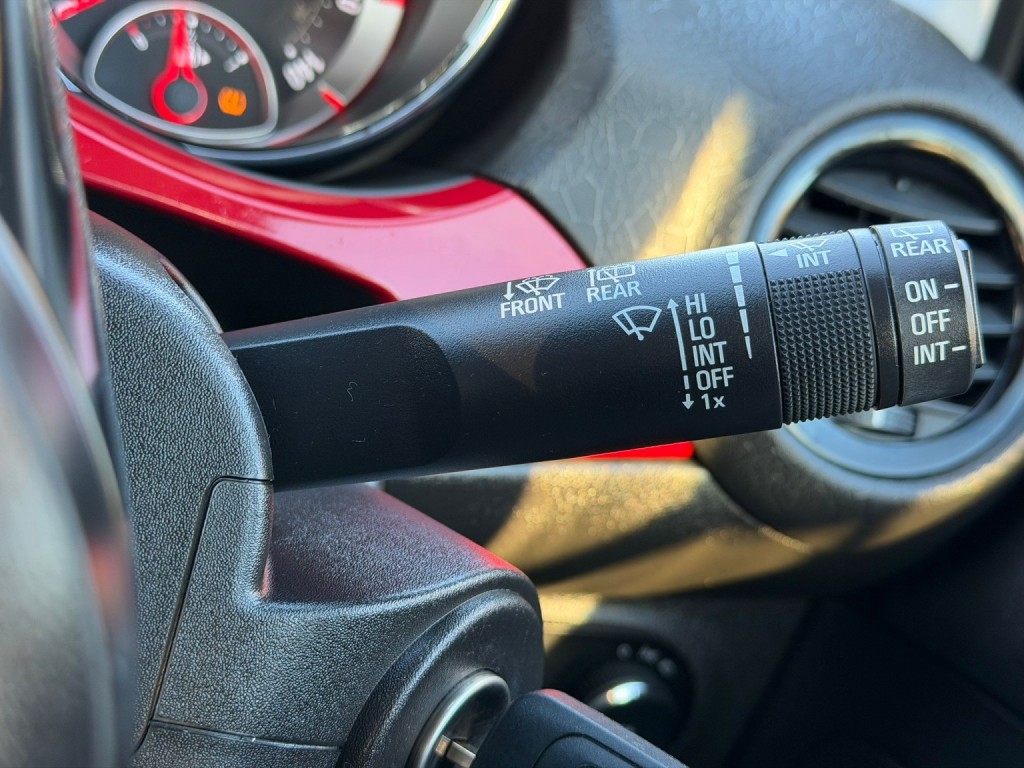 FRONT
REAR
HI
LO
INT
OFF
1x
INT
REAR
ON
OFF
INT